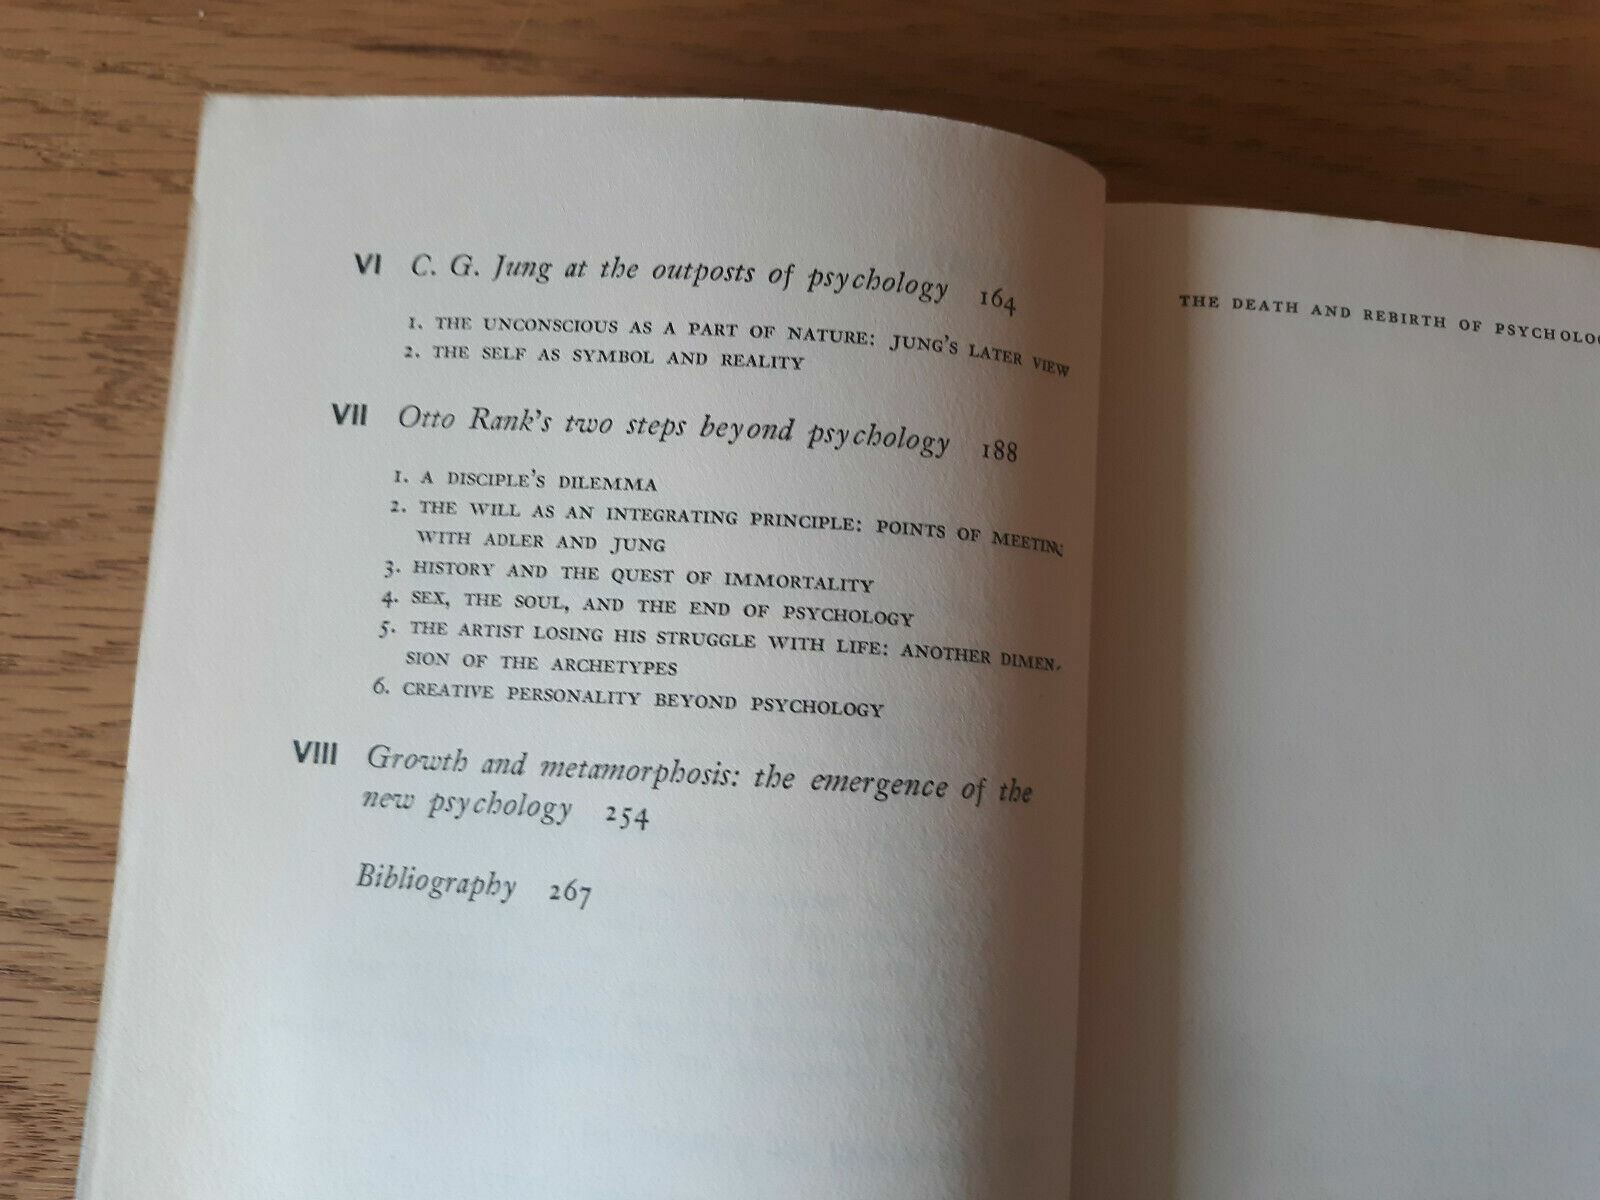 VI C. G. Jung at the outposts of psychology 164
1. THE UNCONSCIOUS AS A PART OF NATURE: JUNG'S LATER VIEW
2. THE SELF AS SYMBOL AND REALITY
VII Otto Rank's two steps beyond psychology 188
1. A DISCIPLE'S DILEMMA
2. THE WILL AS AN INTEGRATING PRINCIPLE: POINTS OF MEETING
WITH ADLER AND JUNG
3. HISTORY AND THE QUEST OF IMMORTALITY
4. SEX, THE SOUL, AND THE END OF PSYCHOLOGY
5. THE ARTIST LOSING HIS STRUGGLE WITH LIFE: ANOTHER DIMEN-
SION OF THE ARCHETYPES
6. CREATIVE PERSONALITY BEYOND PSYCHOLOGY
VIII Growth and metamorphosis: the emergence of the
new psychology 254
Bibliography 267
THE DEATH AND REBIRTH OF PSYCHOLO